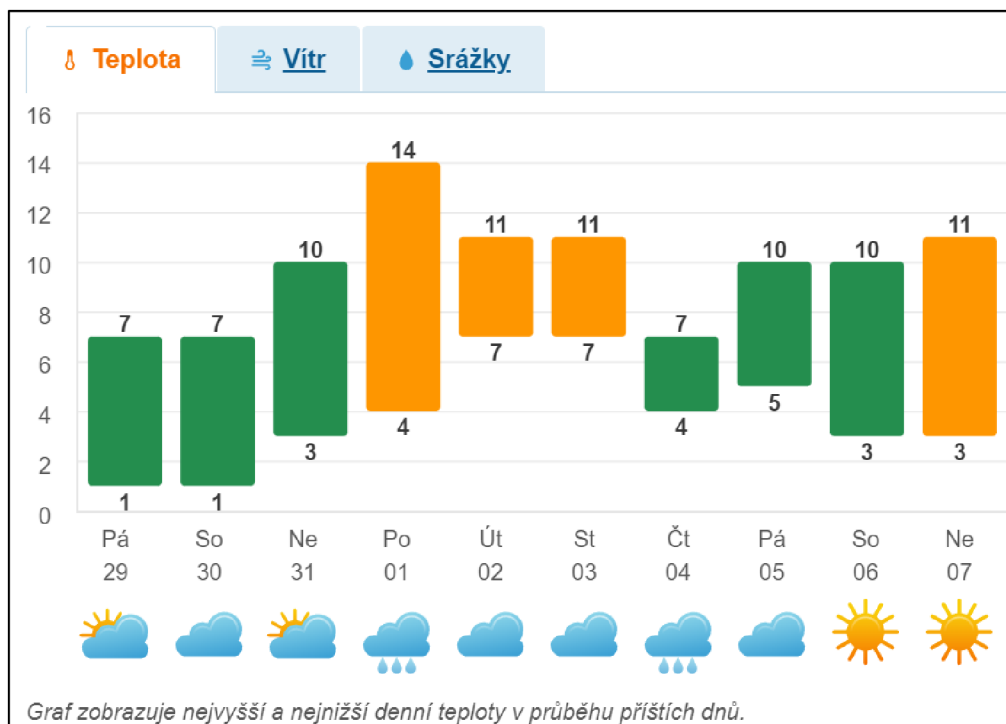 Teplota Vítr Srážky
16
14
12
10
8
6
4
2
0
7 7 10 14 11 11 7 10 10 11
1 1 3 4 7 7 4 5 3 3
Pá So Ne Po Út St Čt Pá So Ne
29 30 31 01 02 03 04 05 06 07
Graf zobrazuje nejvyšší a nejnižší denní teploty v průběhu příštích dnů.